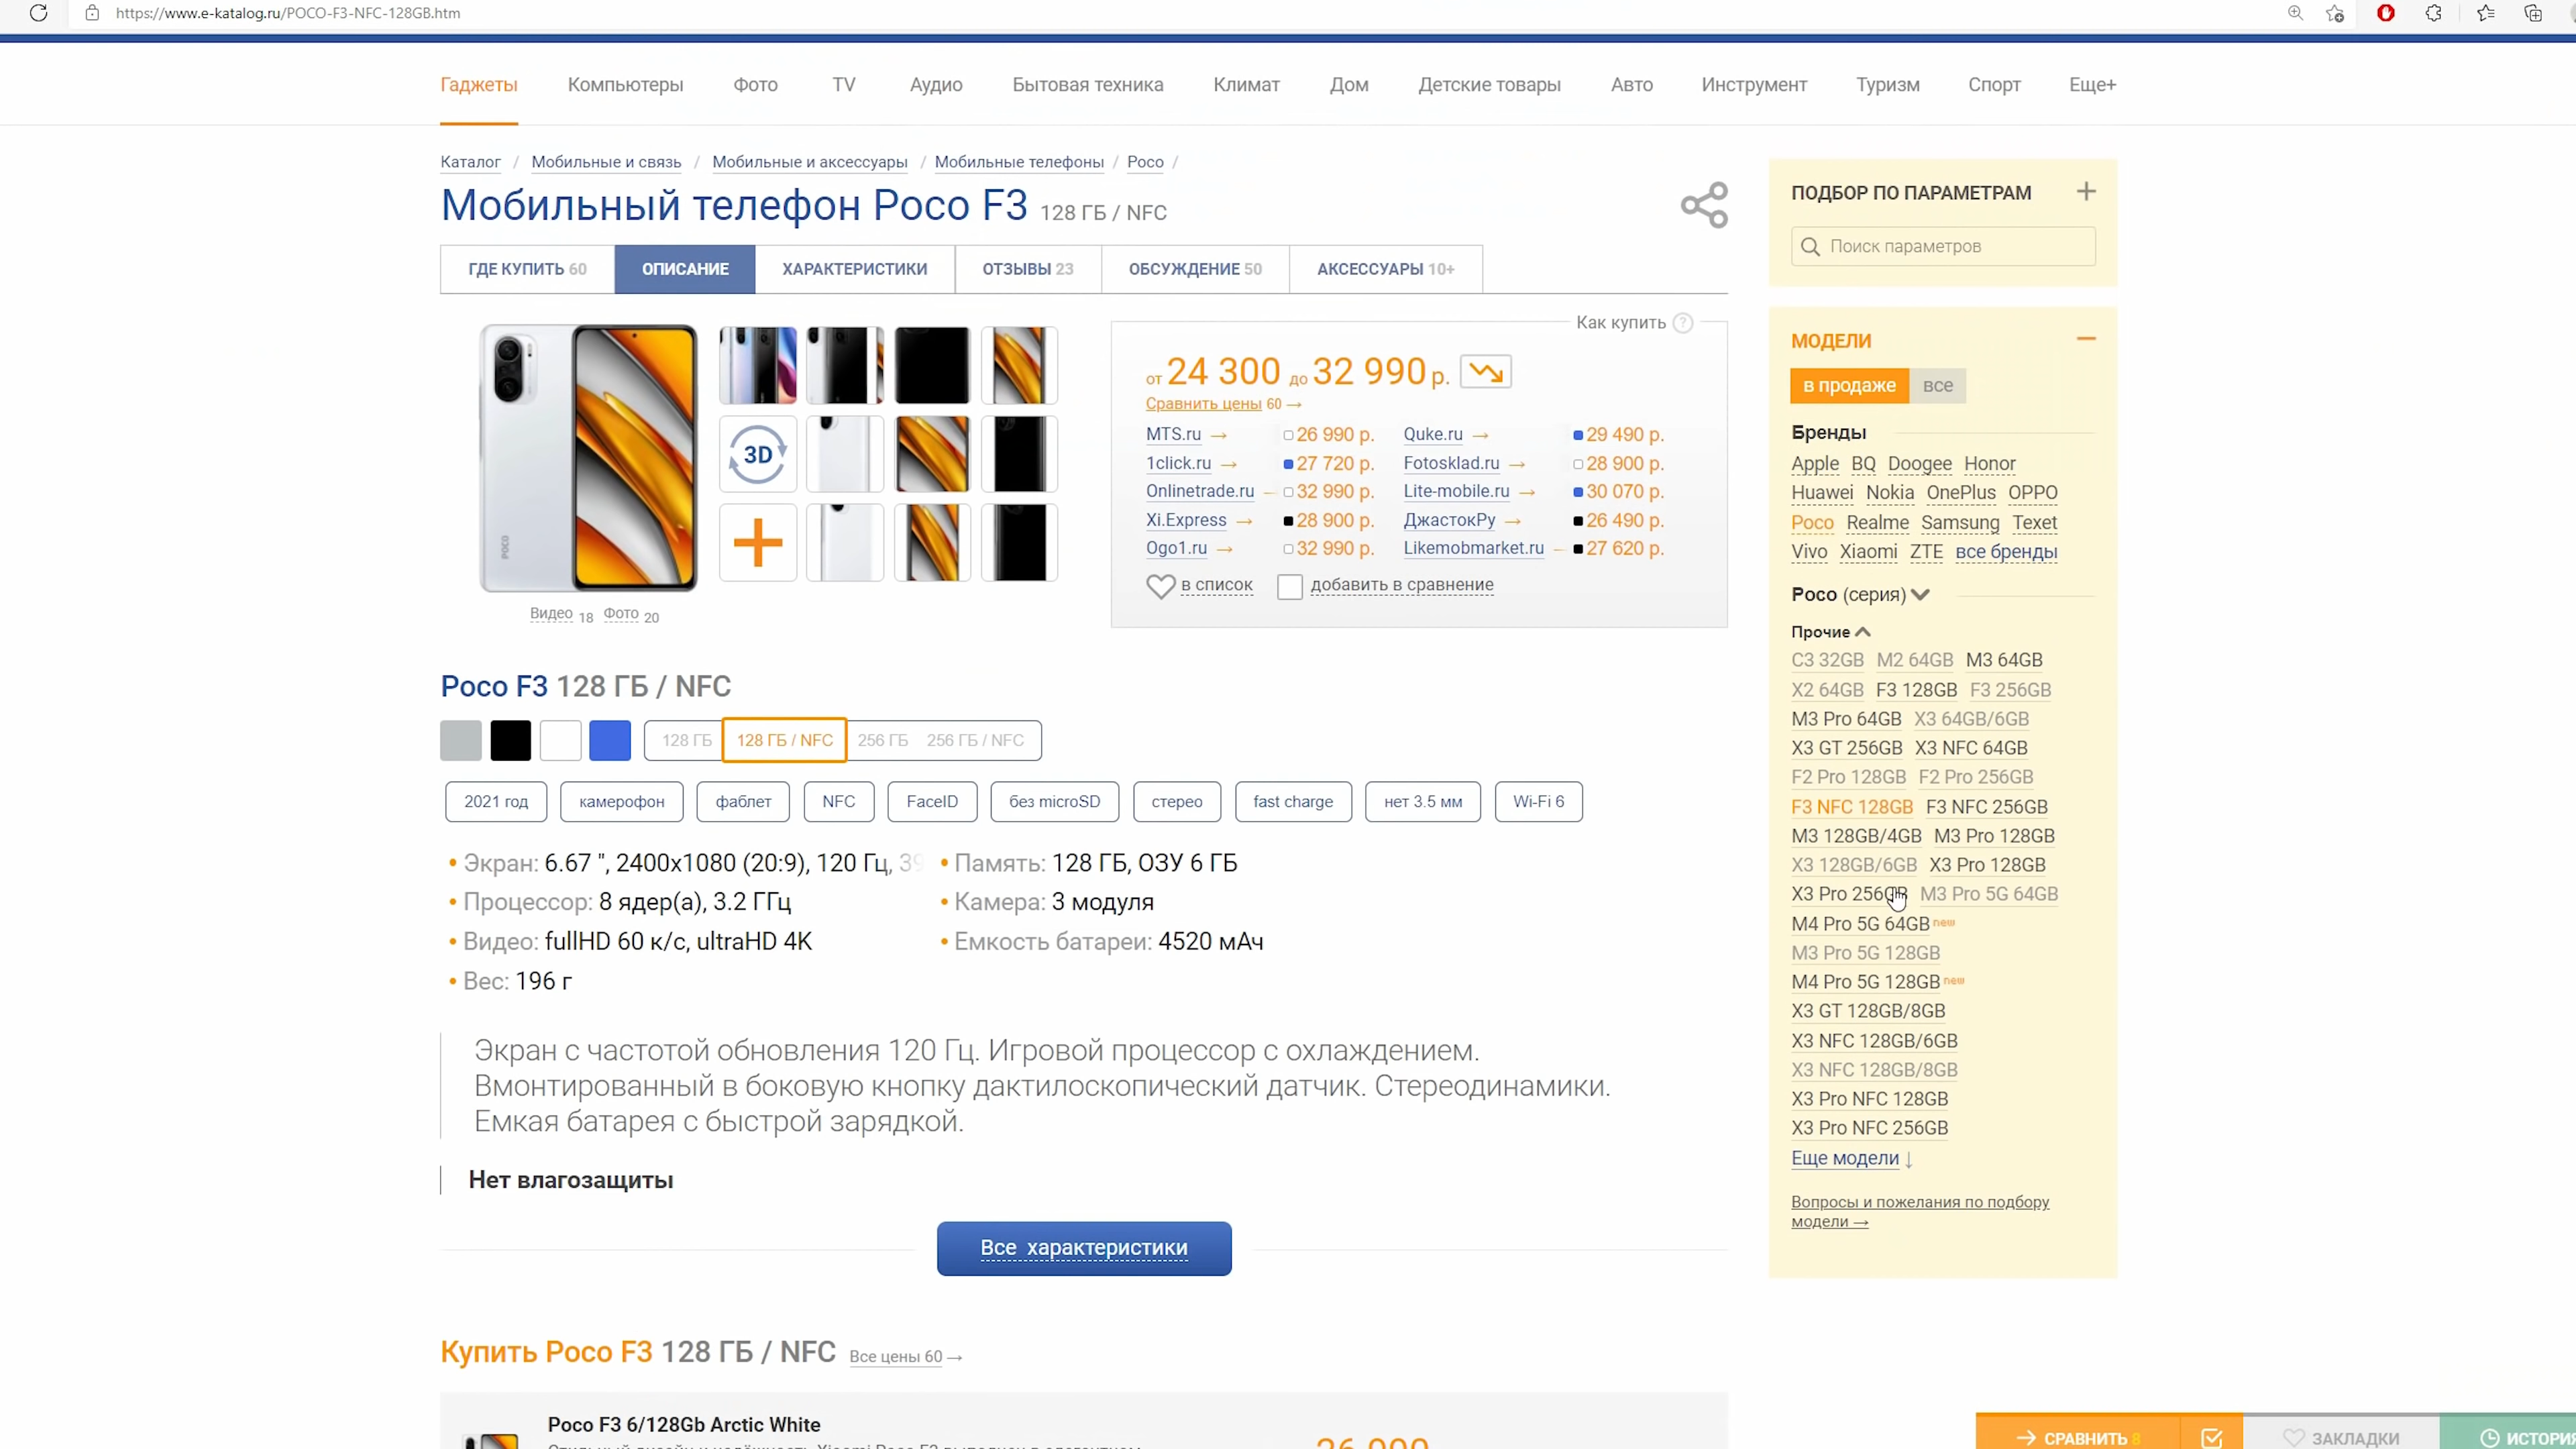 https://www.e-katalog.ru/POCO-F3-NFC-128GB.htm
Гаджеты Компьютеры Фото TV Аудио Бытовая техника Климат Дом Детские товары Авто Инструмент Туризм Спорт Еще+
Каталог / Мобильные и связь / Мобильные и аксессуары / Мобильные телефоны / Poco /
Мобильный телефон Poco F3 128 ГБ / NFC
ГДЕ КУПИТЬ 60 ОПИСАНИЕ ХАРАКТЕРИСТИКИ ОТЗЫВЫ 23 ОБСУЖДЕНИЕ 50 АКСЕССУАРЫ 10+
POCO
3D
Видео 18 Фото 20
Как купить ?
от 24 300 до 32 990 р.
Сравнить цены 60 →
MTS.ru → 26 990 р. Quke.ru → 29 490 р.
1click.ru → 27 720 р. Fotosklad.ru → 28 900 р.
Onlinetrade.ru → 32 990 р. Lite-mobile.ru → 30 070 р.
Xi.Express → 28 900 р. ДжастокРу → 26 490 р.
Ogo1.ru → 32 990 р. Likemobmarket.ru → 27 620 р.
в список добавить в сравнение
Poco F3 128 ГБ / NFC
128 ГБ 128 ГБ / NFC 256 ГБ 256 ГБ / NFC
2021 год камерофон фаблет NFC FaceID без microSD стерео fast charge нет 3.5 мм Wi-Fi 6
• Экран: 6.67 ", 2400x1080 (20:9), 120 Гц, 39 • Память: 128 ГБ, ОЗУ 6 ГБ
• Процессор: 8 ядер(а), 3.2 ГГц • Камера: 3 модуля
• Видео: fullHD 60 к/с, ultraHD 4K • Емкость батареи: 4520 мАч
• Вес: 196 г
Экран с частотой обновления 120 Гц. Игровой процессор с охлаждением.
Вмонтированный в боковую кнопку дактилоскопический датчик. Стереодинамики.
Емкая батарея с быстрой зарядкой.
Нет влагозащиты
Все характеристики
Купить Poco F3 128 ГБ / NFC Все цены 60 →
Poco F3 6/128Gb Arctic White
ПОДБОР ПО ПАРАМЕТРАМ +
Поиск параметров
МОДЕЛИ
в продаже все
Бренды
Apple BQ Doogee Honor
Huawei Nokia OnePlus OPPO
Poco Realme Samsung Texet
Vivo Xiaomi ZTE все бренды
Poco (серия)
Прочие
C3 32GB M2 64GB M3 64GB
X2 64GB F3 128GB F3 256GB
M3 Pro 64GB X3 64GB/6GB
X3 GT 256GB X3 NFC 64GB
F2 Pro 128GB F2 Pro 256GB
F3 NFC 128GB F3 NFC 256GB
M3 128GB/4GB M3 Pro 128GB
X3 128GB/6GB X3 Pro 128GB
X3 Pro 256GB M3 Pro 5G 64GB
M4 Pro 5G 64GB new
M3 Pro 5G 128GB
M4 Pro 5G 128GB new
X3 GT 128GB/8GB
X3 NFC 128GB/6GB
X3 NFC 128GB/8GB
X3 Pro NFC 128GB
X3 Pro NFC 256GB
Еще модели ↓
Вопросы и пожелания по подбору
модели →
→ СРАВНИТЬ 8 ЗАКЛАДКИ ИСТОРИ